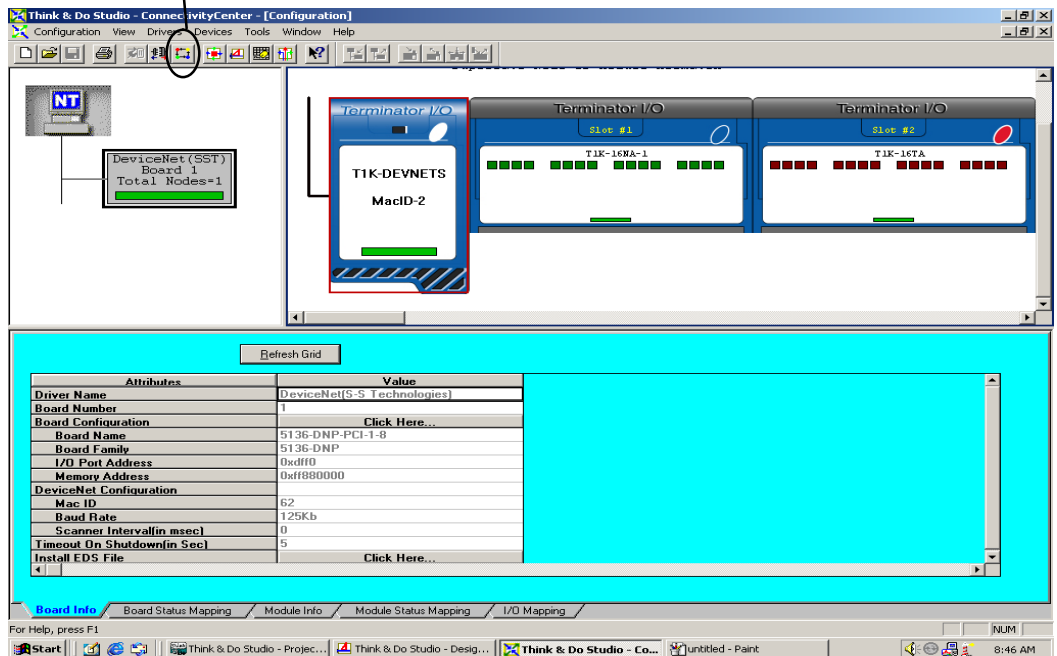 Think & Do Studio - ConnectivityCenter - [Configuration]
Configuration View Drivers Devices Tools Window Help
NT
DeviceNet(SST)
Board 1
Total Nodes=1
Terminator I/O
T1K-DEVNETS
MacID-2
Terminator I/O
Slot #1
T1K-16NA-1
Terminator I/O
Slot #2
T1K-16TA
Refresh Grid
Attributes Value
Driver Name DeviceNet(S-S Technologies)
Board Number 1
Board Configuration Click Here...
Board Name 5136-DNP-PCI-1-8
Board Family 5136-DNP
I/O Port Address 0xdff0
Memory Address 0xff880000
DeviceNet Configuration
Mac ID 62
Baud Rate 125Kb
Scanner Interval(in msec) 0
Timeout On Shutdown(in Sec) 5
Install EDS File Click Here...
Board Info Board Status Mapping Module Info Module Status Mapping I/O Mapping
For Help, press F1 NUM
Start Think & Do Studio - Projec... Think & Do Studio - Desig... Think & Do Studio - Co... untitled - Paint 8:46 AM